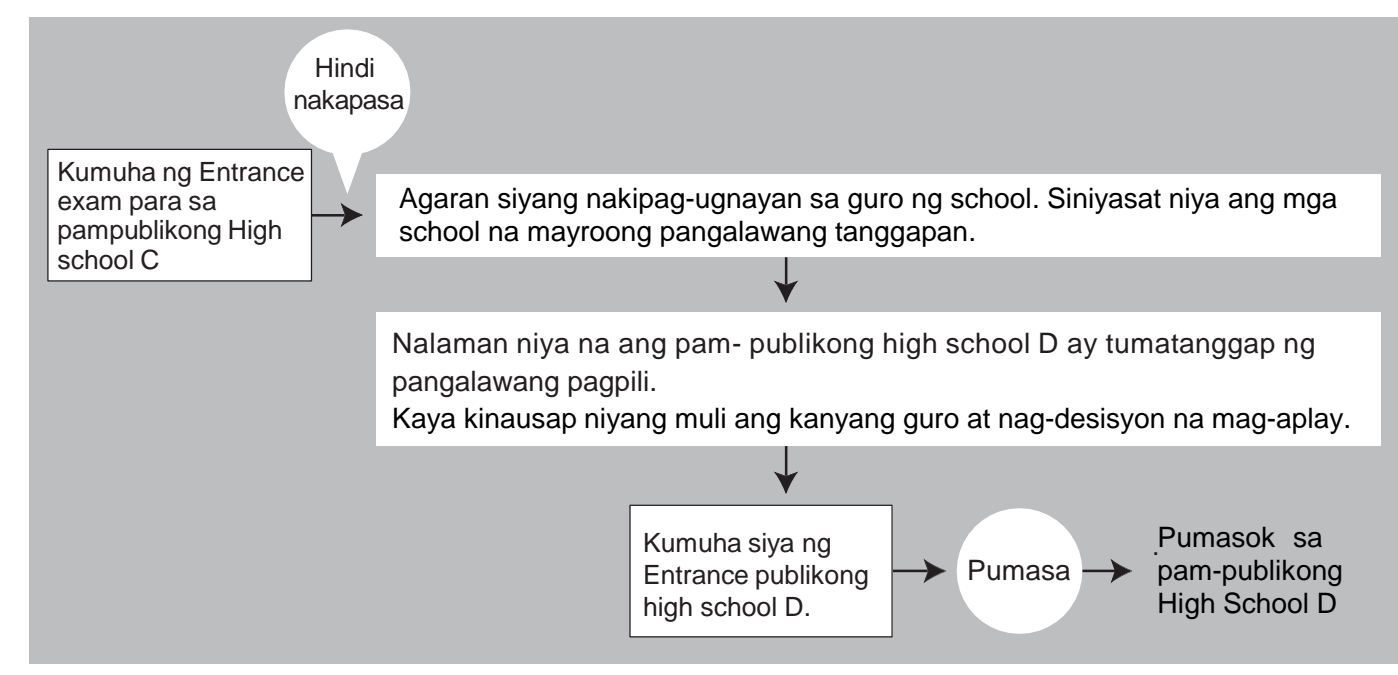 Hindi
nakapasa
Kumuha ng Entrance
exam para sa
pampublikong High
school C
Agaran siyang nakipag-ugnayan sa guro ng school. Siniyasat niya ang mga
school na mayroong pangalawang tanggapan.
Nalaman niya na ang pam- publikong high school D ay tumatanggap ng
pangalawang pagpili.
Kaya kinausap niyang muli ang kanyang guro at nag-desisyon na mag-aplay.
Kumuha siya ng
Entrance publikong
high school D.
Pumasa
Pumasok sa
pam-publikong
High School D